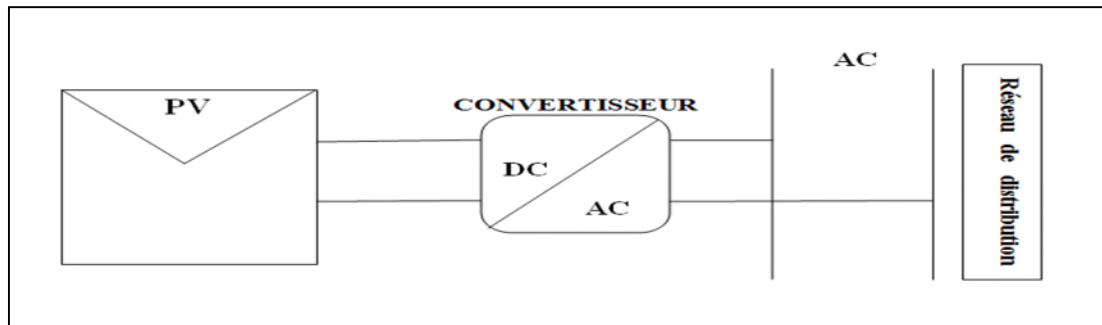 PV
CONVERTISSEUR
DC
AC
AC
Réseau de distribution